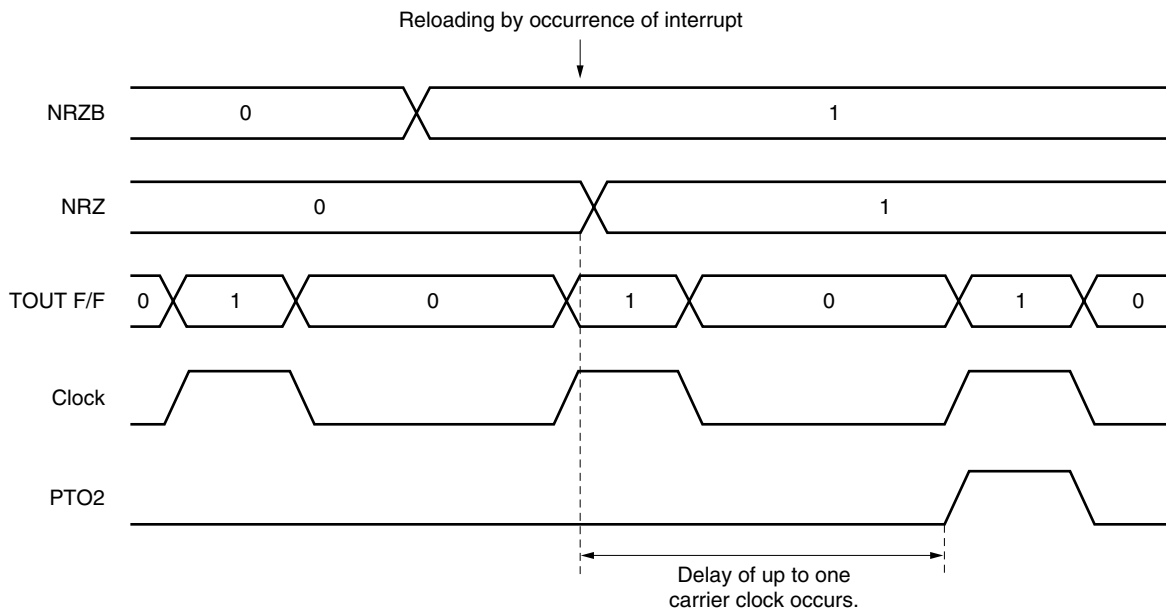 Reloading by occurrence of interrupt
NRZB 0 1
NRZ 0 1
TOUT F/F 0 1 0 1 0 1 0
Clock
PTO2
Delay of up to one
carrier clock occurs.